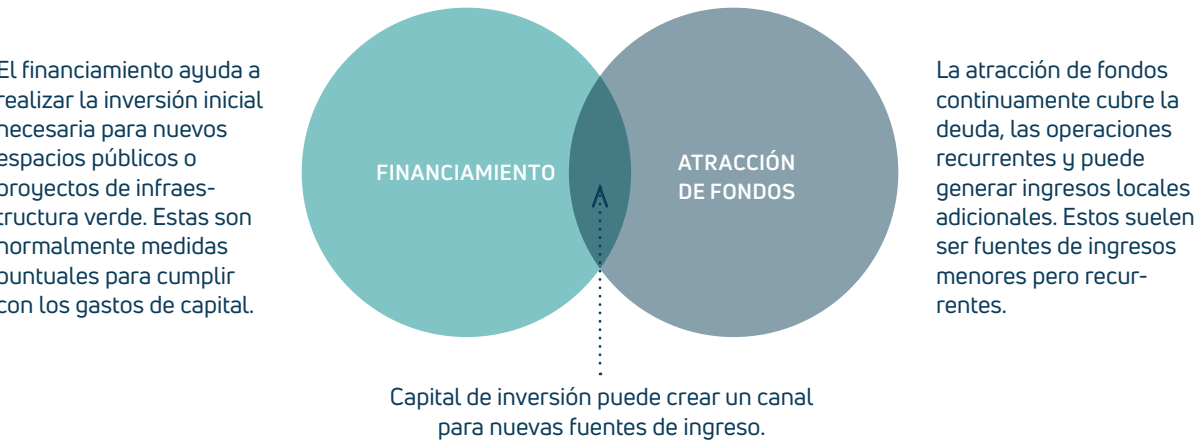 El financiamiento ayuda a
realizar la inversión inicial
necesaria para nuevos
espacios públicos o
proyectos de infraes-
tructura verde. Estas son
normalmente medidas
puntuales para cumplir
con los gastos de capital.
FINANCIAMIENTO
ATRACCIÓN
DE FONDOS
La atracción de fondos
continuamente cubre la
deuda, las operaciones
recurrentes y puede
generar ingresos locales
adicionales. Estos suelen
ser fuentes de ingresos
menores pero recur-
rentes.
Capital de inversión puede crear un canal
para nuevas fuentes de ingreso.